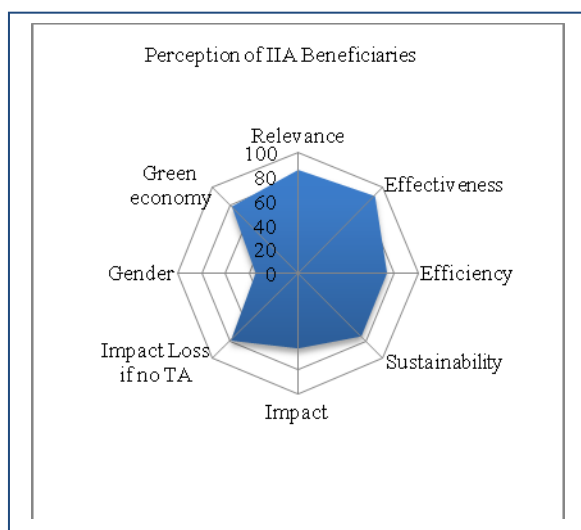 Perception of IIA Beneficiaries
Relevance
100
80
60
40
20
0
Green
economy
Effectiveness
Gender
Efficiency
Impact Loss
if no TA
Sustainability
Impact